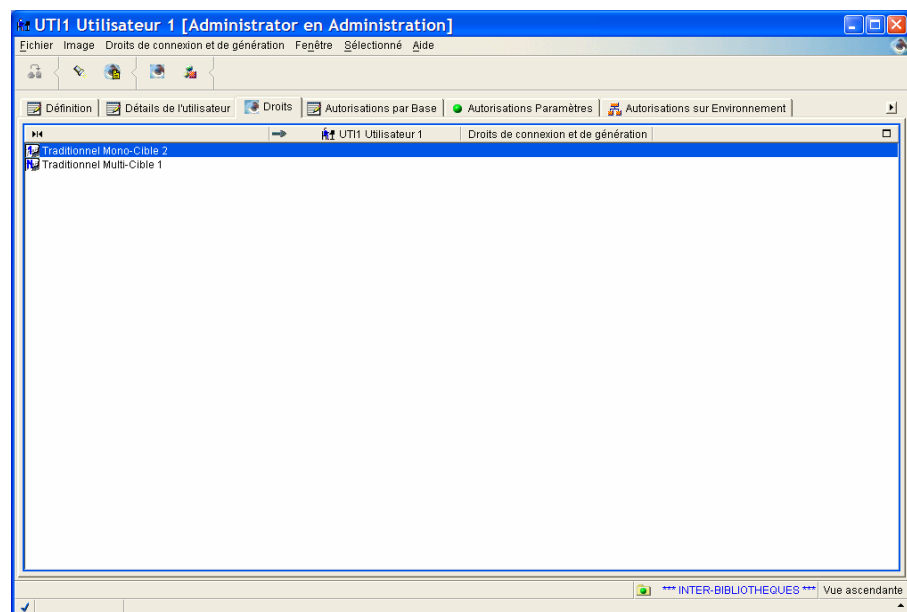 UTI1 Utilisateur 1 [Administrator en Administration]
Fichier Image Droits de connexion et de génération Fenêtre Sélectionné Aide
Définition Détails de l'utilisateur Droits Autorisations par Base Autorisations Paramètres Autorisations sur Environnement
UTI1 Utilisateur 1 Droits de connexion et de génération
Traditionnel Mono-Cible 2
Traditionnel Multi-Cible 1
*** INTER-BIBLIOTHEQUES *** Vue ascendante